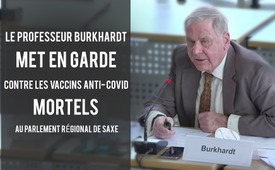 LE PROFESSEUR BURKHARDT
MET EN GARDE
CONTRE LES VACCINS ANTI-COVID
MORTELS
AU PARLEMENT RÉGIONAL DE SAXE
Burkhardt